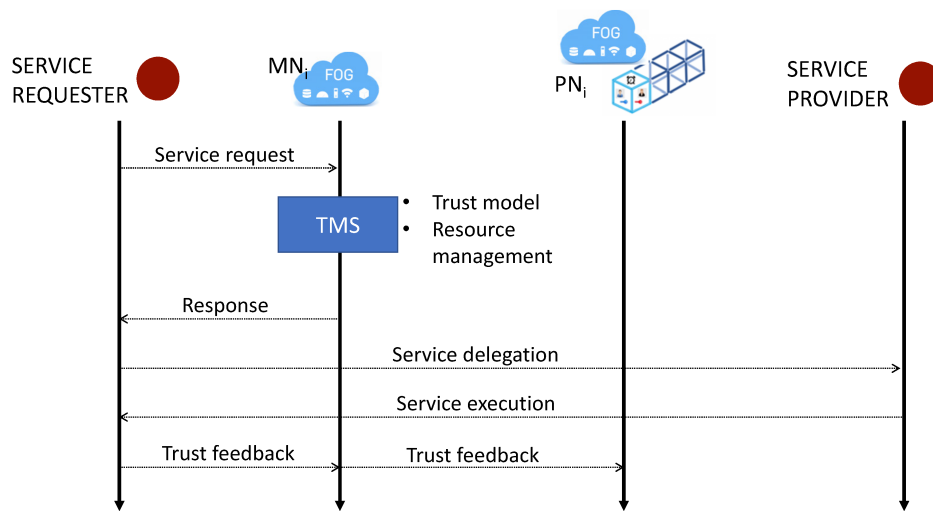 SERVICE
REQUESTER
MNi
FOG
FOG
PNi
SERVICE
PROVIDER
Service request
TMS
• Trust model
• Resource
management
Response
Service delegation
Service execution
Trust feedback
Trust feedback